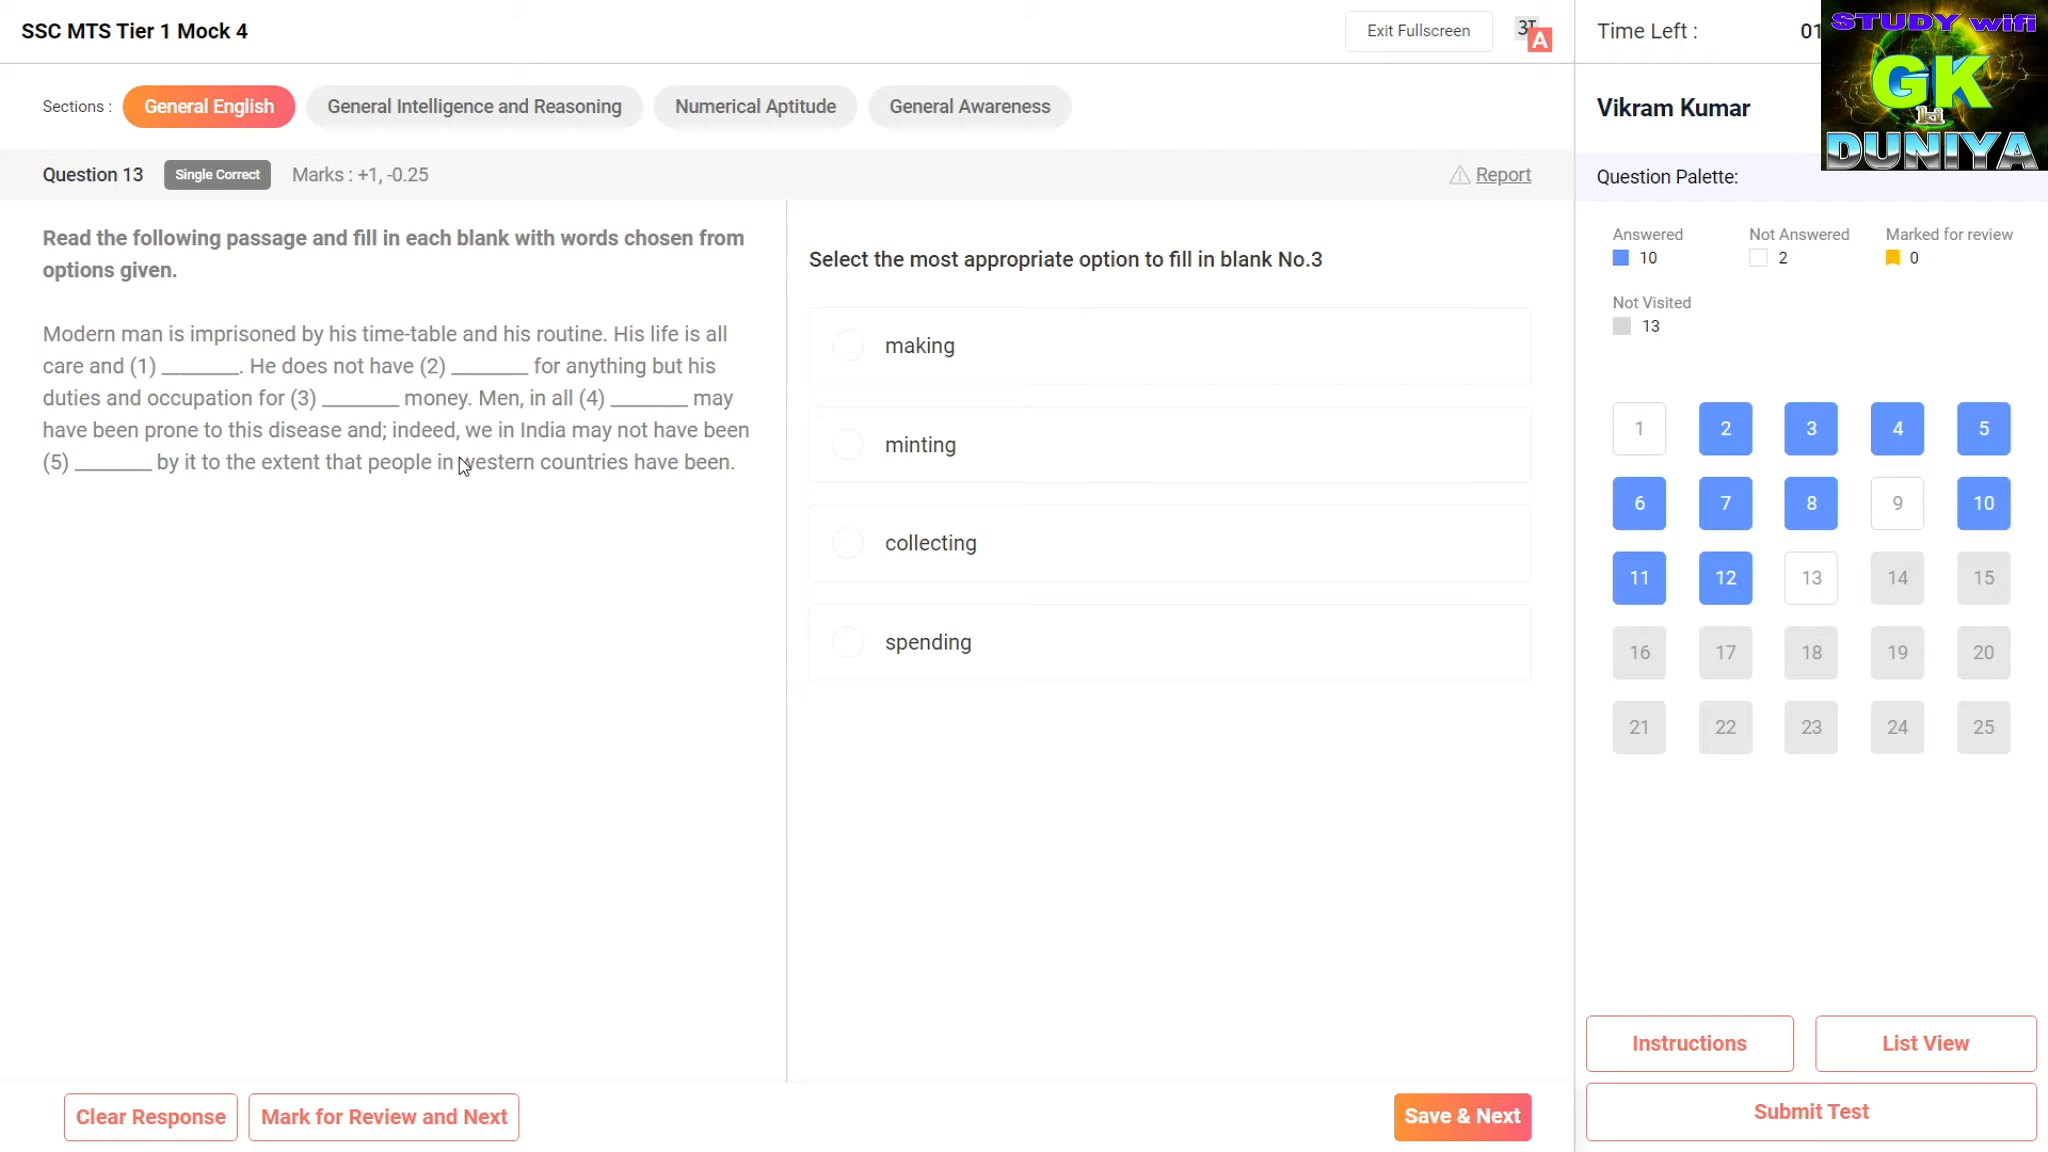 SSC MTS Tier 1 Mock 4
Exit Fullscreen
A
Time Left :
01
STUDY wifi
GK
ki
DUNIYA
Sections :
General English
General Intelligence and Reasoning
Numerical Aptitude
General Awareness
Vikram Kumar
Question 13
Single Correct
Marks : +1, -0.25
Report
Question Palette:
Read the following passage and fill in each blank with words chosen from
options given.
Modern man is imprisoned by his time-table and his routine. His life is all
care and (1) _______. He does not have (2) _______ for anything but his
duties and occupation for (3) _______ money. Men, in all (4) _______ may
have been prone to this disease and; indeed, we in India may not have been
(5) _______ by it to the extent that people in western countries have been.
Select the most appropriate option to fill in blank No.3
making
minting
collecting
spending
Answered
10
Not Answered
2
Marked for review
0
Not Visited
13
1 2 3 4 5
6 7 8 9 10
11 12 13 14 15
16 17 18 19 20
21 22 23 24 25
Instructions
List View
Clear Response
Mark for Review and Next
Save & Next
Submit Test